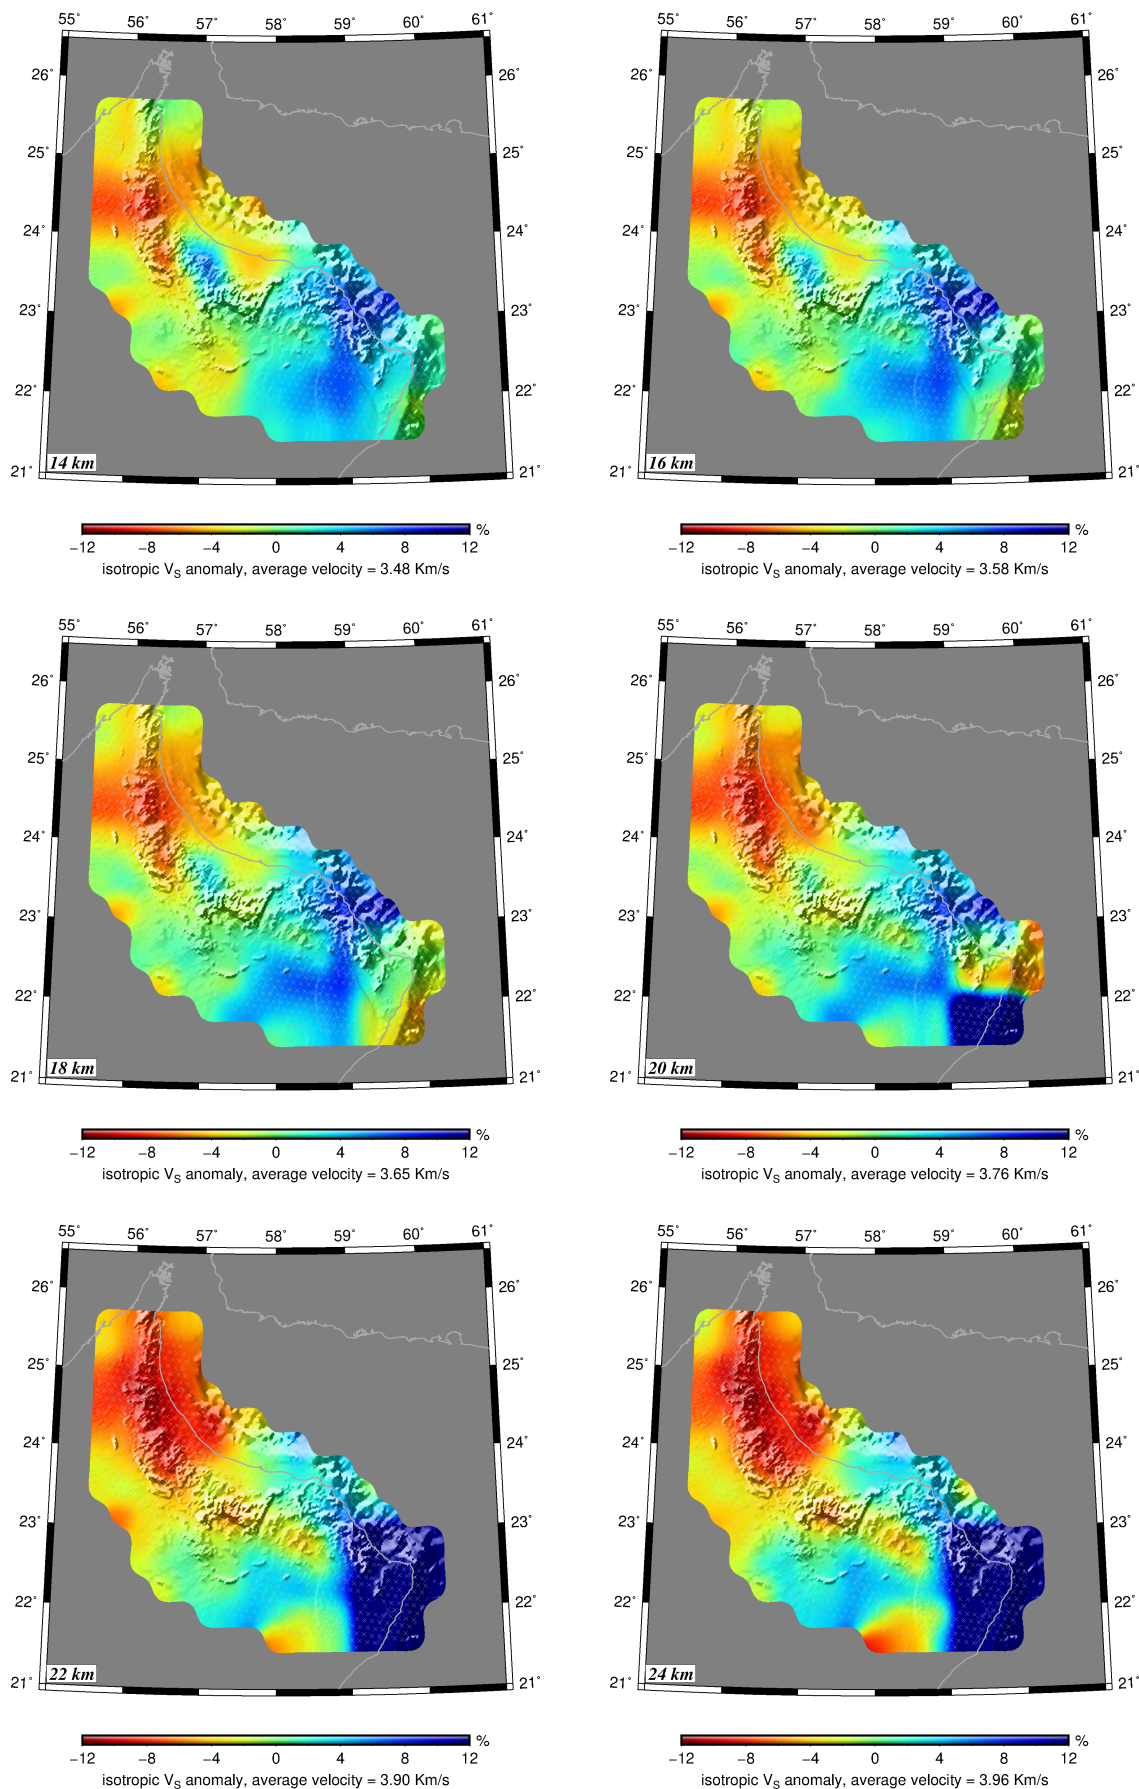 55° 56° 57° 58° 59° 60° 61°
55° 56° 57° 58° 59° 60° 61°
26° 26° 26° 26°
25° 25° 25° 25°
24° 24° 24° 24°
23° 23° 23° 23°
22° 22° 22° 22°
14 km 16 km
21° 21° 21° 21°
% %
−12 −8 −4 0 4 8 12 −12 −8 −4 0 4 8 12
isotropic VS anomaly, average velocity = 3.48 Km/s
isotropic VS anomaly, average velocity = 3.58 Km/s
55° 56° 57° 58° 59° 60° 61°
55° 56° 57° 58° 59° 60° 61°
26° 26° 26° 26°
25° 25° 25° 25°
24° 24° 24° 24°
23° 23° 23° 23°
22° 22° 22° 22°
18 km 20 km
21° 21° 21° 21°
% %
−12 −8 −4 0 4 8 12 −12 −8 −4 0 4 8 12
isotropic VS anomaly, average velocity = 3.65 Km/s
isotropic VS anomaly, average velocity = 3.76 Km/s
55° 56° 57° 58° 59° 60° 61°
55° 56° 57° 58° 59° 60° 61°
26° 26° 26° 26°
25° 25° 25° 25°
24° 24° 24° 24°
23° 23° 23° 23°
22° 22° 22° 22°
22 km 24 km
21° 21° 21° 21°
% %
−12 −8 −4 0 4 8 12 −12 −8 −4 0 4 8 12
isotropic VS anomaly, average velocity = 3.90 Km/s
isotropic VS anomaly, average velocity = 3.96 Km/s